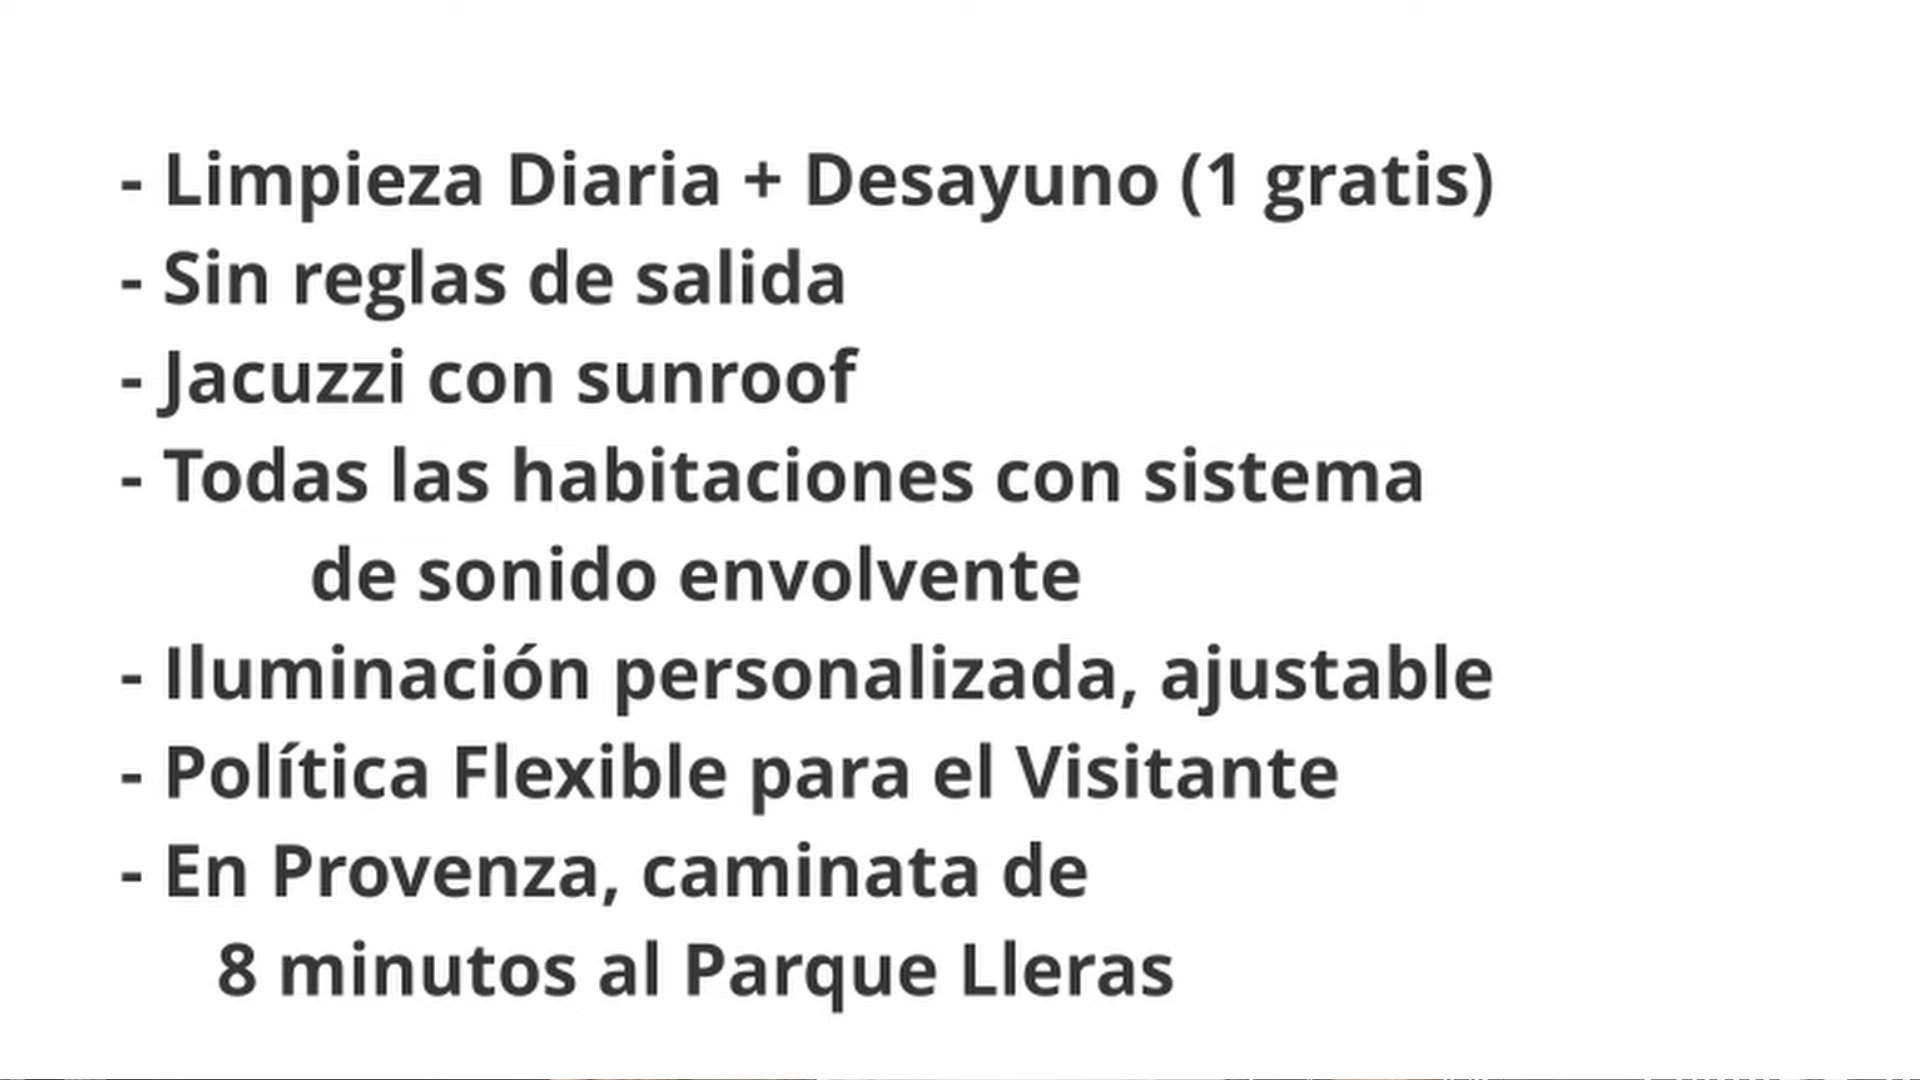 - Limpieza Diaria + Desayuno (1 gratis)
- Sin reglas de salida
- Jacuzzi con sunroof
- Todas las habitaciones con sistema
de sonido envolvente
- Iluminación personalizada, ajustable
- Política Flexible para el Visitante
- En Provenza, caminata de
8 minutos al Parque Lleras